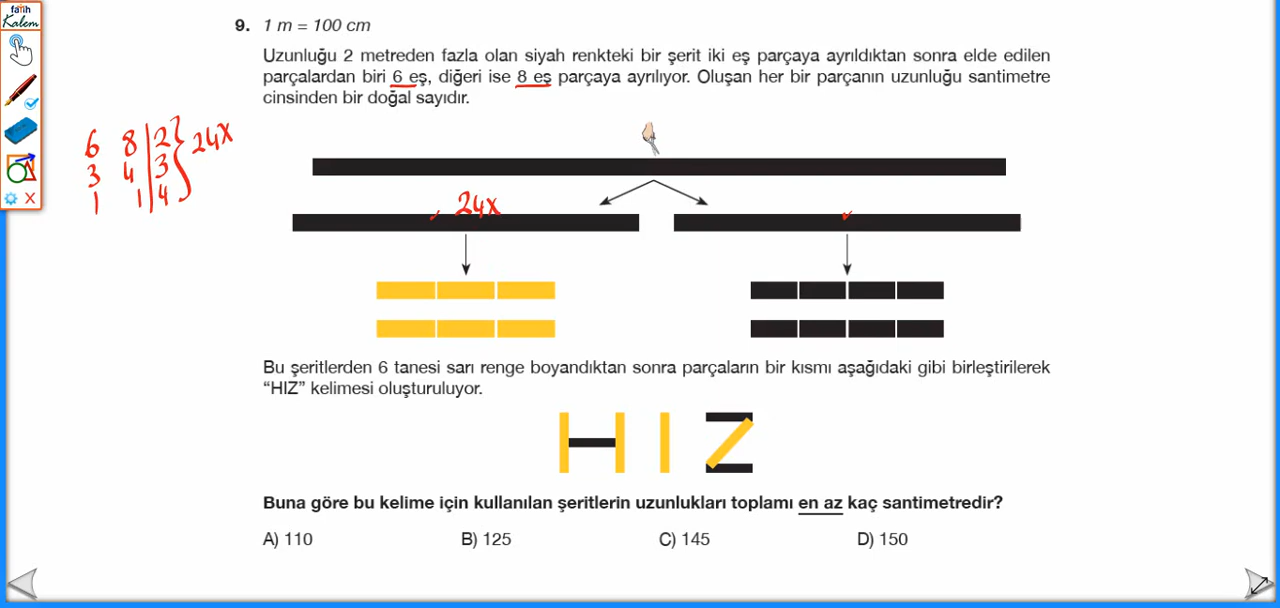 fatih
Kalem
9. 1 m = 100 cm
Uzunluğu 2 metreden fazla olan siyah renkteki bir şerit iki eş parçaya ayrıldıktan sonra elde edilen
parçalardan biri 6 eş, diğeri ise 8 eş parçaya ayrılıyor. Oluşan her bir parçanın uzunluğu santimetre
cinsinden bir doğal sayıdır.
6 8 | 2 } 24x
3 4 | 3
1 1 | 4
24x
Bu şeritlerden 6 tanesi sarı renge boyandıktan sonra parçaların bir kısmı aşağıdaki gibi birleştirilerek
“HIZ” kelimesi oluşturuluyor.
H I Z
Buna göre bu kelime için kullanılan şeritlerin uzunlukları toplamı en az kaç santimetredir?
A) 110 B) 125 C) 145 D) 150